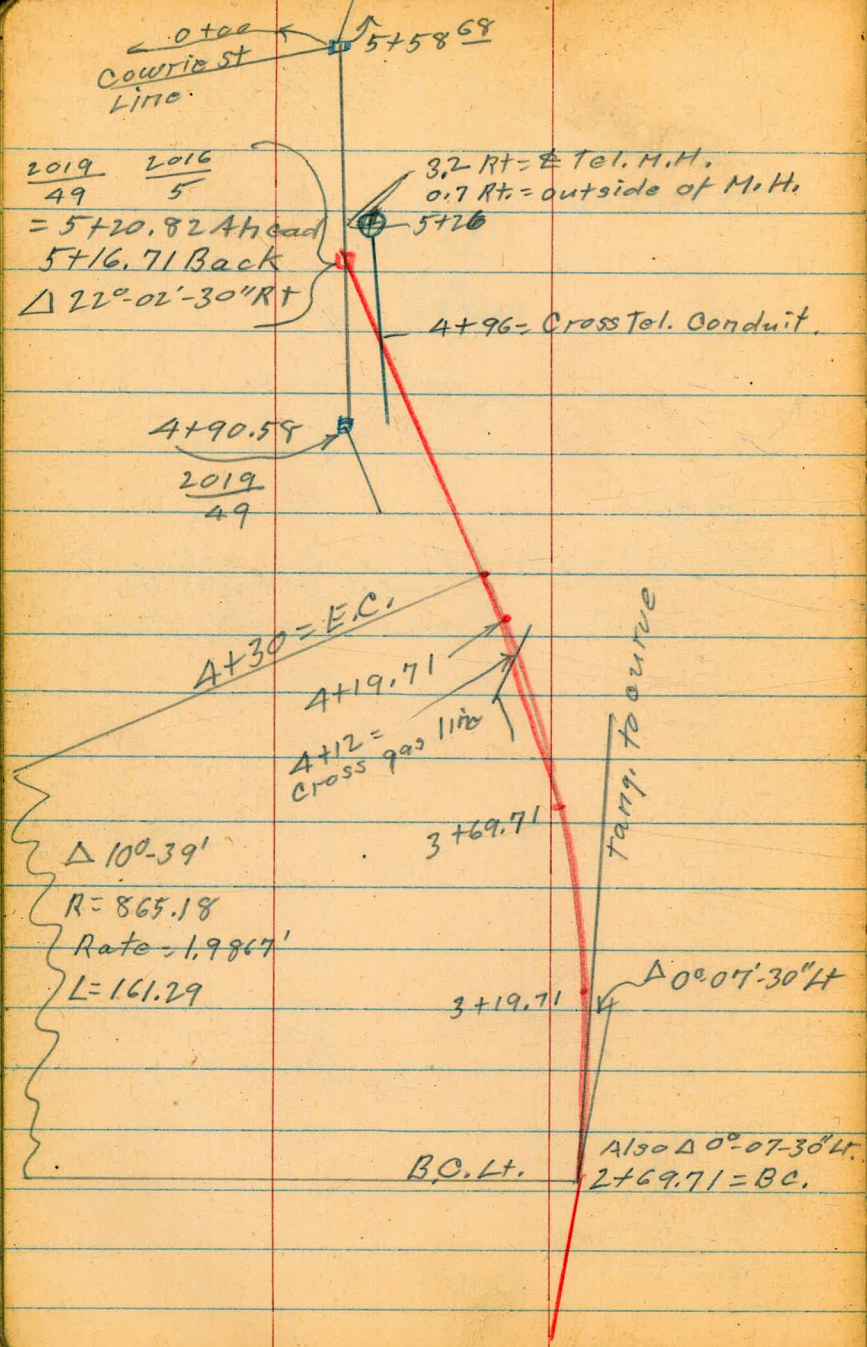 0+00
5+58 68
Cowrie St
Line.
2019 2016
49 5
3.2 Rt = ℄ Tel. M.H.
0.7 Rt. = outside of M.H.
= 5+20.82 Ahead
5+26
5+16.71 Back
Δ 22°-02'-30" Rt
4+96 = Cross Tel. Conduit.
4+90.58
2019
49
4+30 = E.C.
4+19.71
4+12 =
Cross gas line
tang. to curve
3+69.71
Δ 10°-39'
R = 865.18
Rate = 1.9867'
L = 161.29
Δ 0°-07'-30" Lt
3+19.71
Also Δ 0°-07-30" Lt.
B.C. Lt.
2+69.71 = BC.